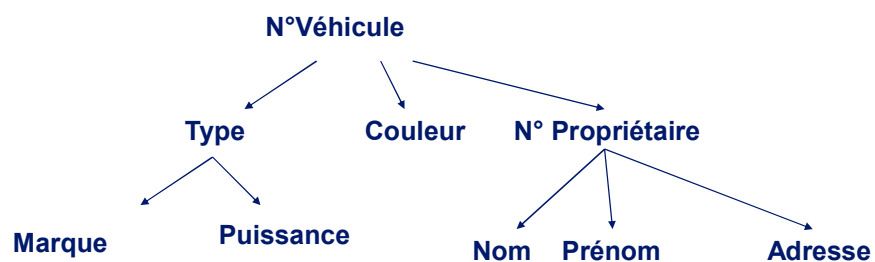 N°Véhicule
Type Couleur N° Propriétaire
Marque Puissance Nom Prénom Adresse